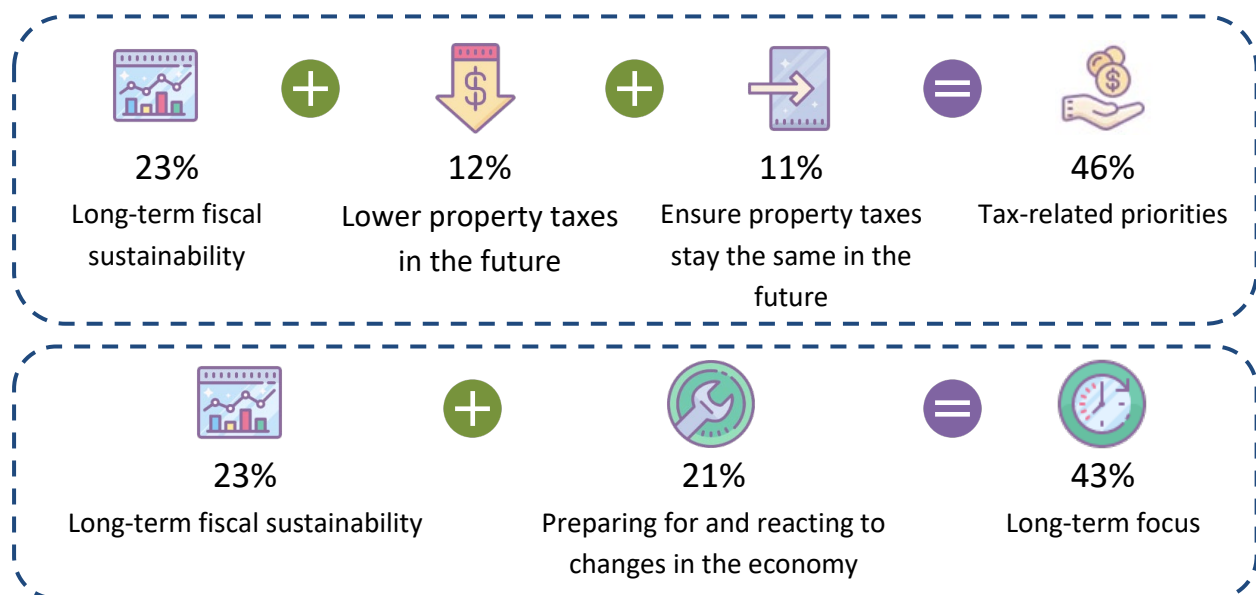 23%
Long-term fiscal
sustainability
12%
Lower property taxes
in the future
11%
Ensure property taxes
stay the same in the
future
46%
Tax-related priorities
23%
Long-term fiscal sustainability
21%
Preparing for and reacting to
changes in the economy
43%
Long-term focus